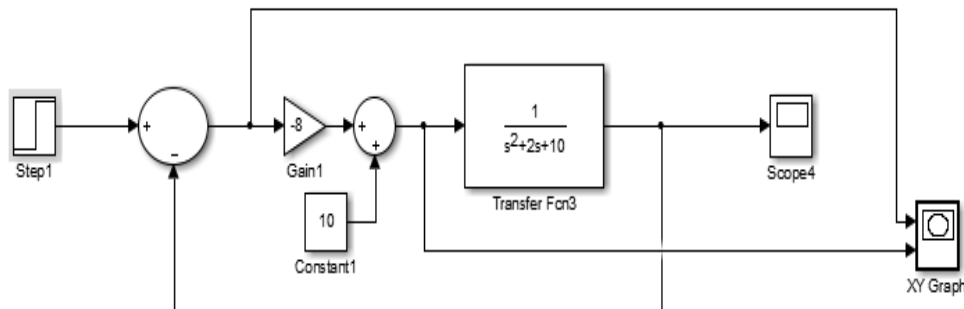 +
−
Step1
-8
Gain1
+
+
10
Constant1
1
s²+2s+10
Transfer Fcn3
Scope4
XY Graph